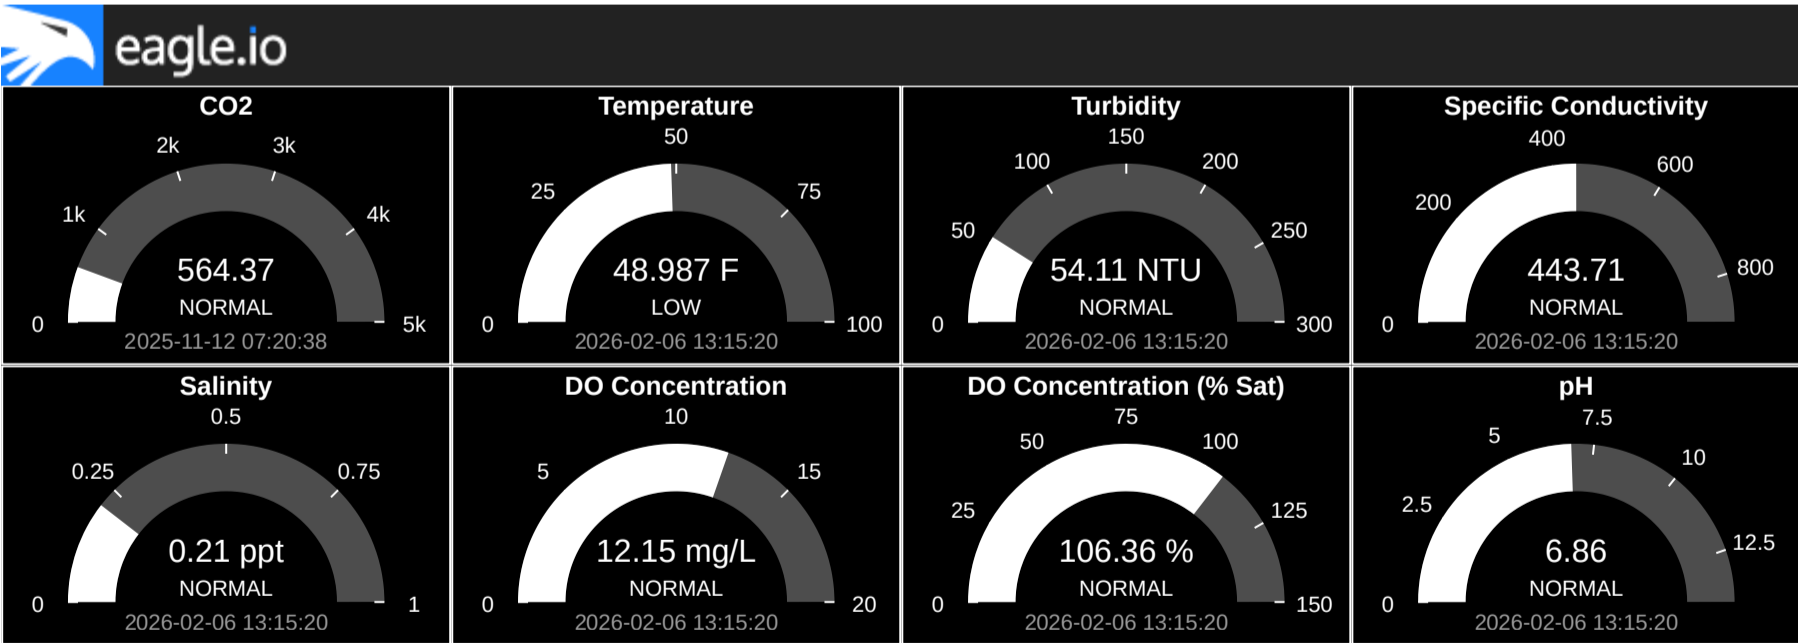 eagle.io
CO2
2k 3k
1k 4k
564.37
NORMAL
0 5k
2025-11-12 07:20:38
Temperature
50
25 75
48.987 F
LOW
0 100
2026-02-06 13:15:20
Turbidity
150
100 200
50 250
54.11 NTU
NORMAL
0 300
2026-02-06 13:15:20
Specific Conductivity
400
600
200
800
443.71
NORMAL
0
2026-02-06 13:15:20
Salinity
0.5
0.25 0.75
0.21 ppt
NORMAL
0 1
2026-02-06 13:15:20
DO Concentration
10
5 15
12.15 mg/L
NORMAL
0 20
2026-02-06 13:15:20
DO Concentration (% Sat)
75
50 100
25 125
106.36 %
NORMAL
0 150
2026-02-06 13:15:20
pH
7.5
5
10
2.5
12.5
6.86
NORMAL
0
2026-02-06 13:15:20